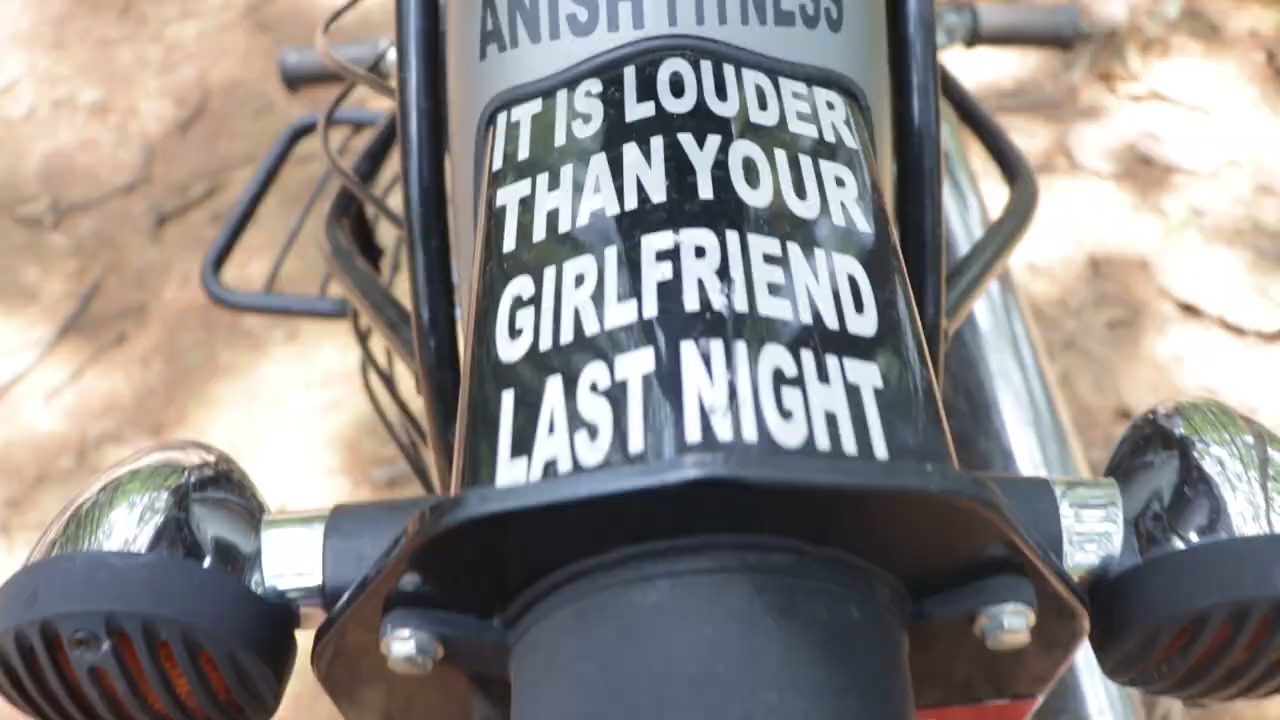 ANISH FITNESS
IT IS LOUDER
THAN YOUR
GIRLFRIEND
LAST NIGHT